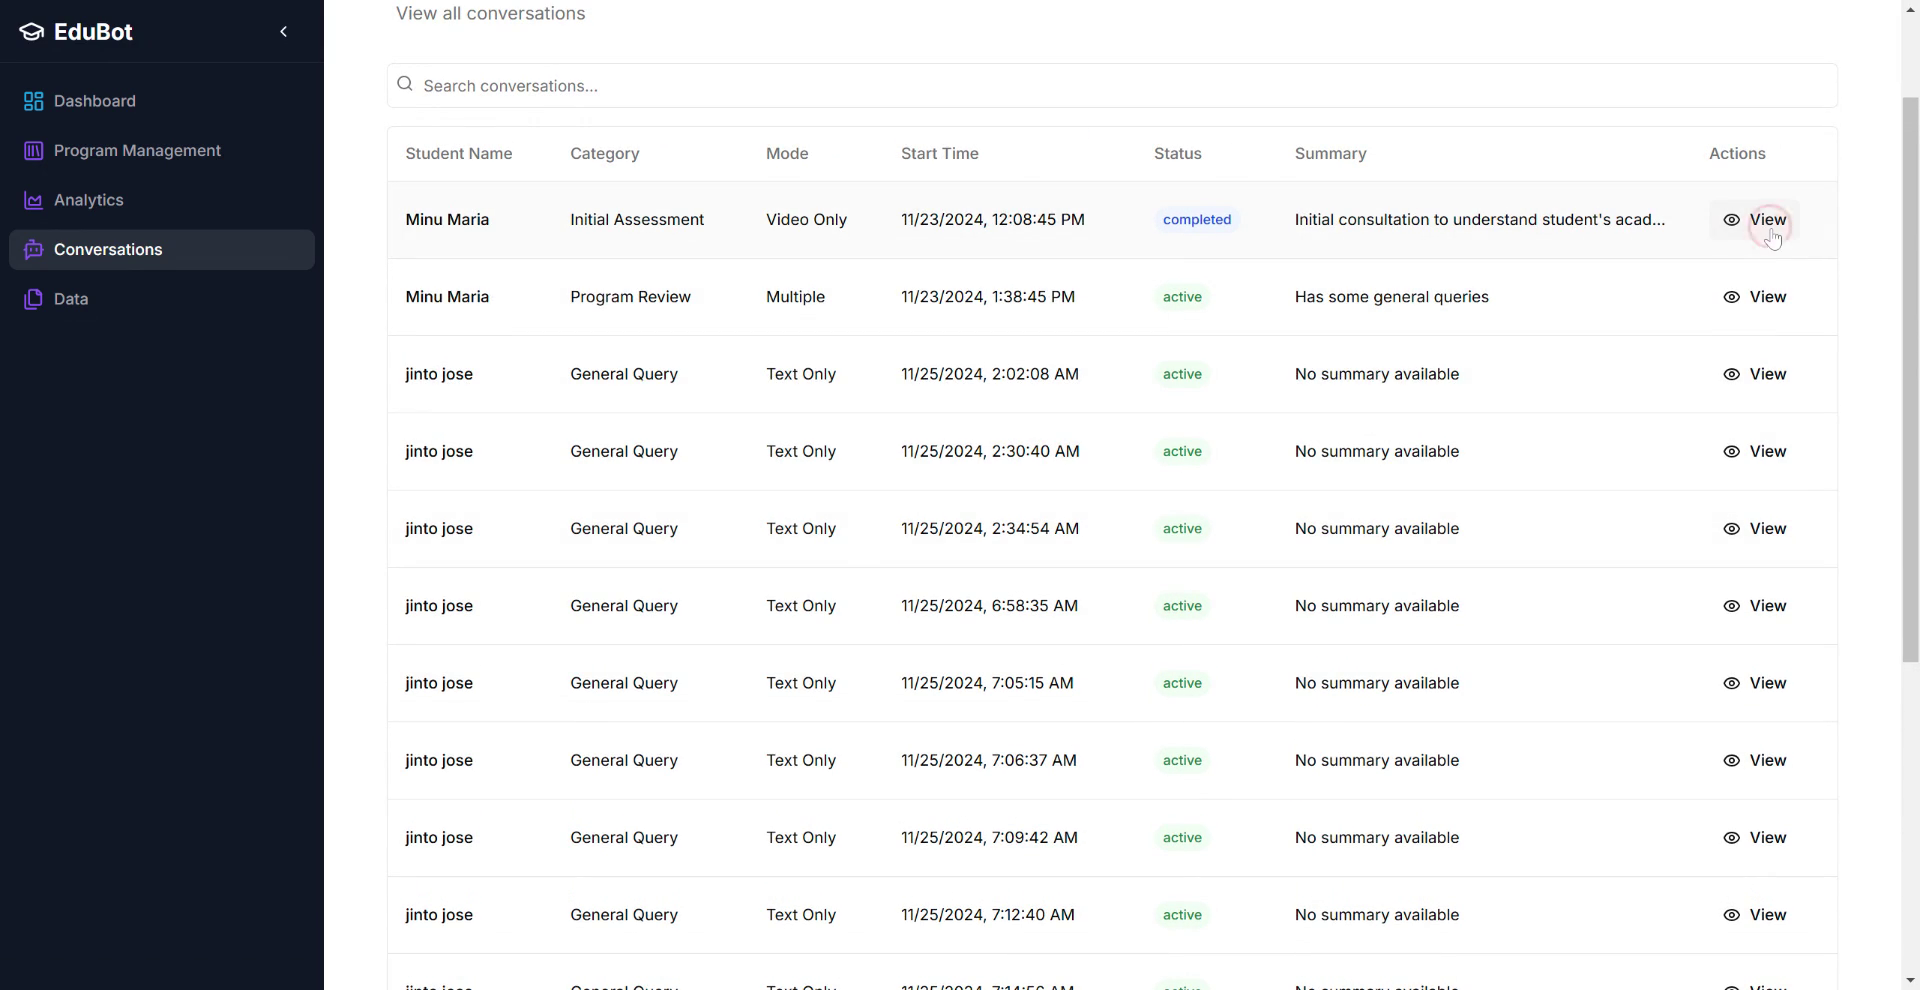 EduBot
Dashboard
Program Management
Analytics
Conversations
Data
View all conversations
Search conversations...
Student Name Category Mode Start Time Status Summary Actions
Minu Maria Initial Assessment Video Only 11/23/2024, 12:08:45 PM completed Initial consultation to understand student's acad... View
Minu Maria Program Review Multiple 11/23/2024, 1:38:45 PM active Has some general queries View
jinto jose General Query Text Only 11/25/2024, 2:02:08 AM active No summary available View
jinto jose General Query Text Only 11/25/2024, 2:30:40 AM active No summary available View
jinto jose General Query Text Only 11/25/2024, 2:34:54 AM active No summary available View
jinto jose General Query Text Only 11/25/2024, 6:58:35 AM active No summary available View
jinto jose General Query Text Only 11/25/2024, 7:05:15 AM active No summary available View
jinto jose General Query Text Only 11/25/2024, 7:06:37 AM active No summary available View
jinto jose General Query Text Only 11/25/2024, 7:09:42 AM active No summary available View
jinto jose General Query Text Only 11/25/2024, 7:12:40 AM active No summary available View